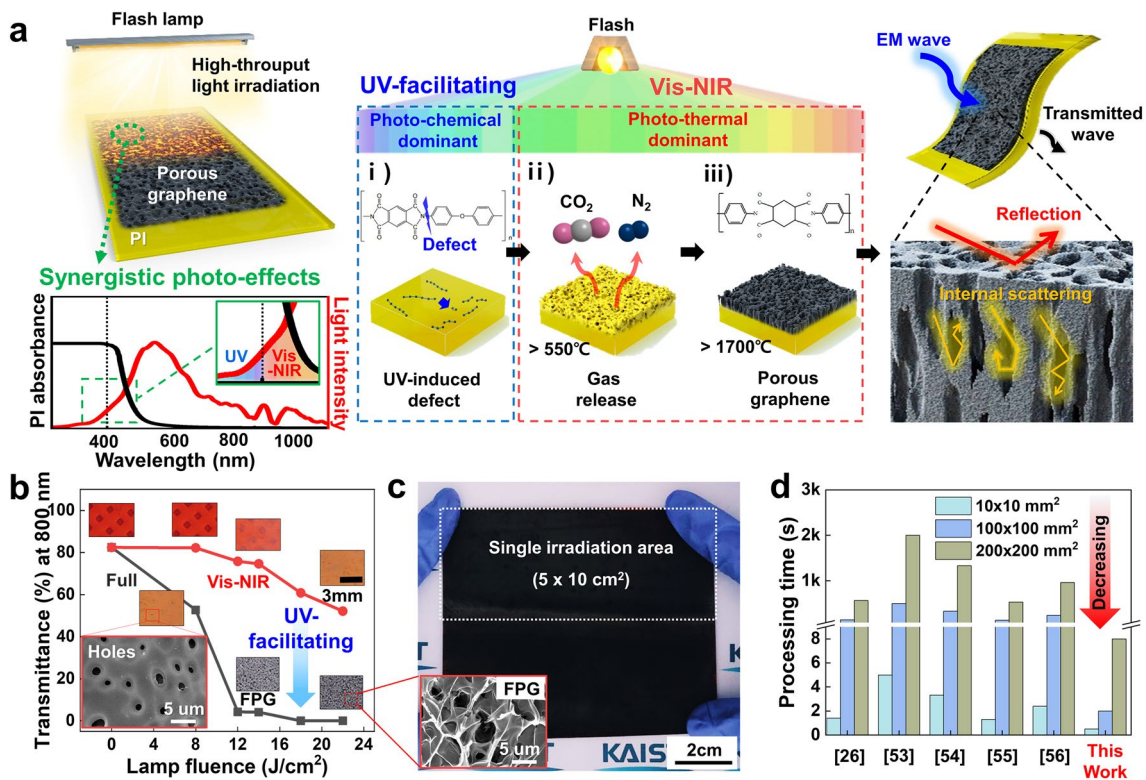 a
Flash lamp
High-throuput
light irradiation
Porous
graphene
PI
Synergistic photo-effects
PI absorbance
Light intensity
UV
Vis
-NIR
400
600
800
1000
Wavelength (nm)
Flash
UV-facilitating
Vis-NIR
Photo-chemical
dominant
Photo-thermal
dominant
i )
ii )
iii )
Defect
CO2
N2
n
n
> 550℃
> 1700℃
UV-induced
defect
Gas
release
Porous
graphene
EM wave
Transmitted
wave
Reflection
Internal scattering
b
Transmittance (%) at 800 nm
100
80
60
40
20
0
Full
Vis-NIR
3mm
UV-
facilitating
Holes
5 um
FPG
0
4
8
12
16
20
24
Lamp fluence (J/cm2)
c
Single irradiation area
(5 x 10 cm2)
FPG
5 um
KAIST
2cm
d
Processing time (s)
3k
2k
1k
8
6
4
2
0
10x10 mm2
100x100 mm2
200x200 mm2
Decreasing
[26]
[53]
[54]
[55]
[56]
This
Work